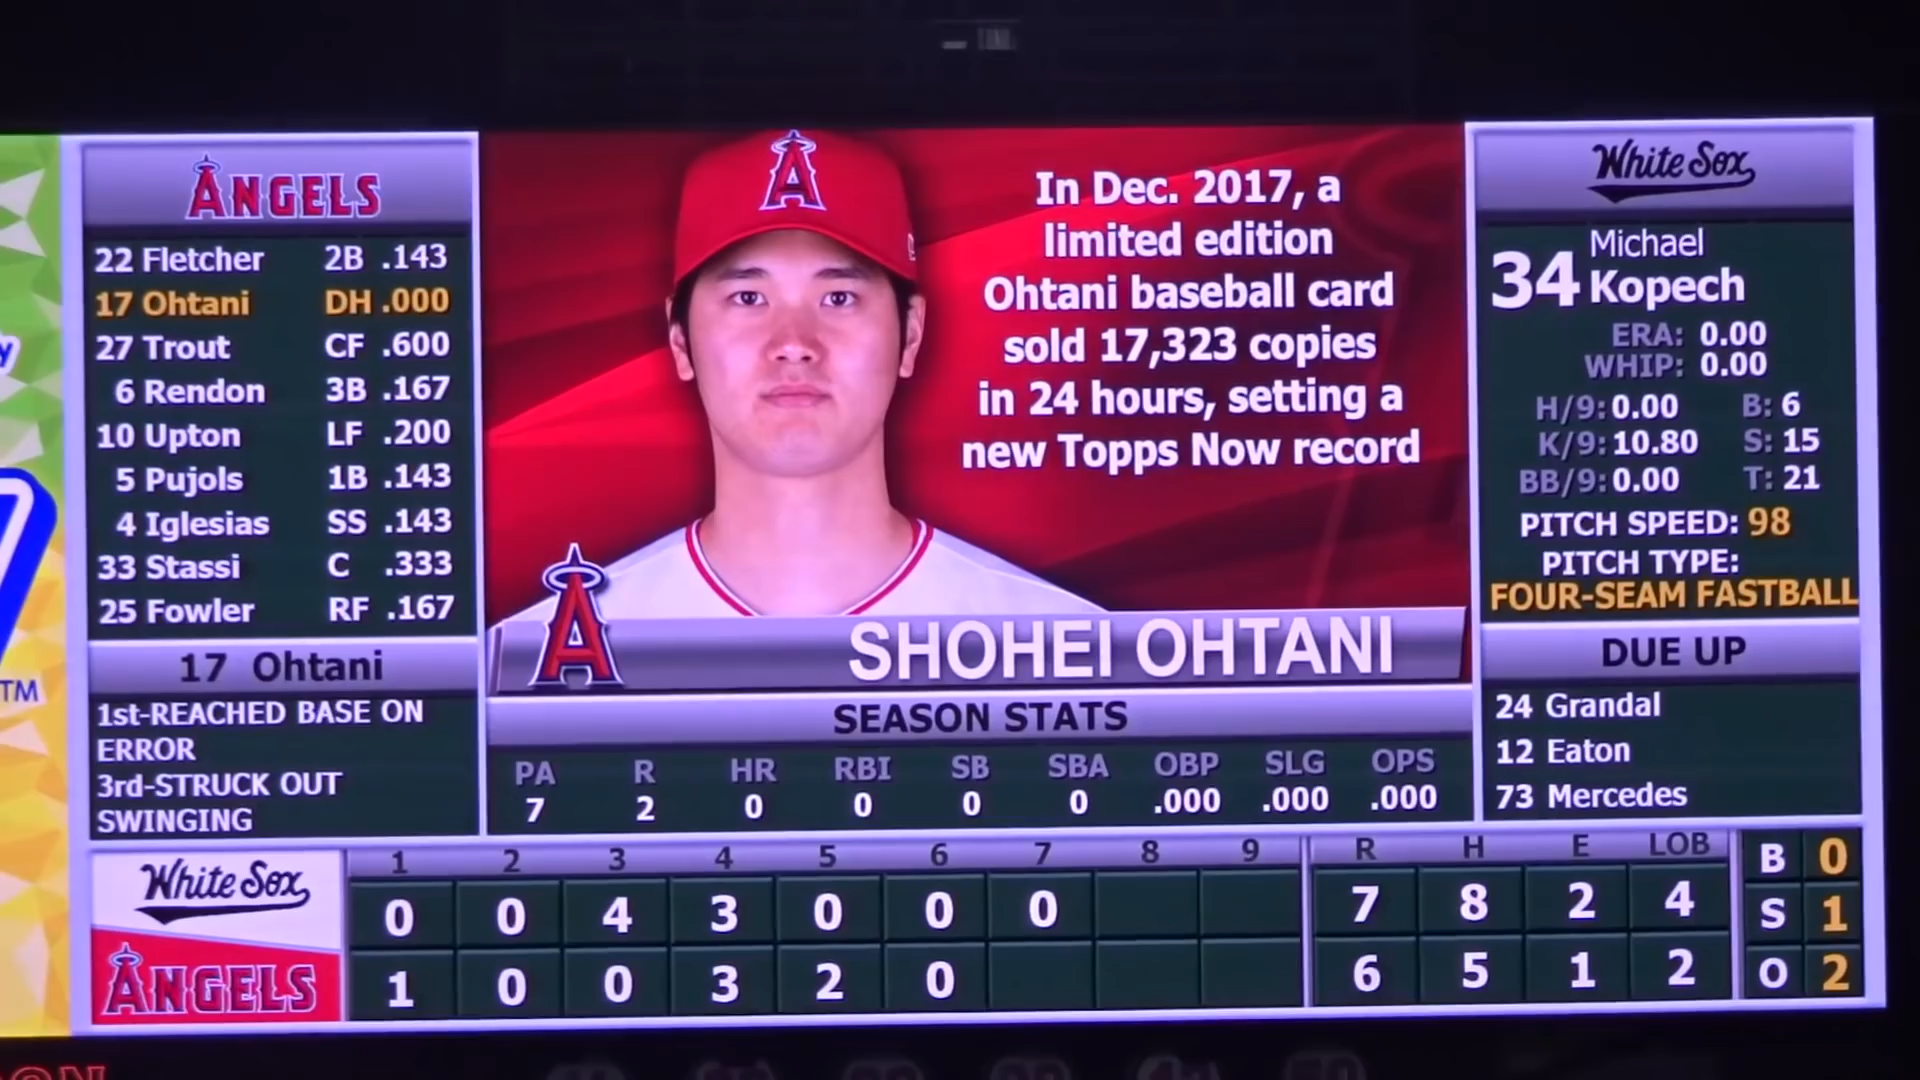 ANGELS
22 Fletcher 2B .143
17 Ohtani DH .000
27 Trout CF .600
6 Rendon 3B .167
10 Upton LF .200
5 Pujols 1B .143
4 Iglesias SS .143
33 Stassi C .333
25 Fowler RF .167
17 Ohtani
1st-REACHED BASE ON
ERROR
3rd-STRUCK OUT
SWINGING
A
In Dec. 2017, a
limited edition
Ohtani baseball card
sold 17,323 copies
in 24 hours, setting a
new Topps Now record
A
SHOHEI OHTANI
SEASON STATS
PA R HR RBI SB SBA OBP SLG OPS
7 2 0 0 0 0 .000 .000 .000
White Sox
34 Michael
Kopech
ERA: 0.00
WHIP: 0.00
H/9: 0.00 B: 6
K/9: 10.80 S: 15
BB/9: 0.00 T: 21
PITCH SPEED: 98
PITCH TYPE:
FOUR-SEAM FASTBALL
DUE UP
24 Grandal
12 Eaton
73 Mercedes
1 2 3 4 5 6 7 8 9 R H E LOB
White Sox 0 0 4 3 0 0 0 7 8 2 4
ANGELS 1 0 0 3 2 0 6 5 1 2
B 0
S 1
O 2
y
7
TM
ON